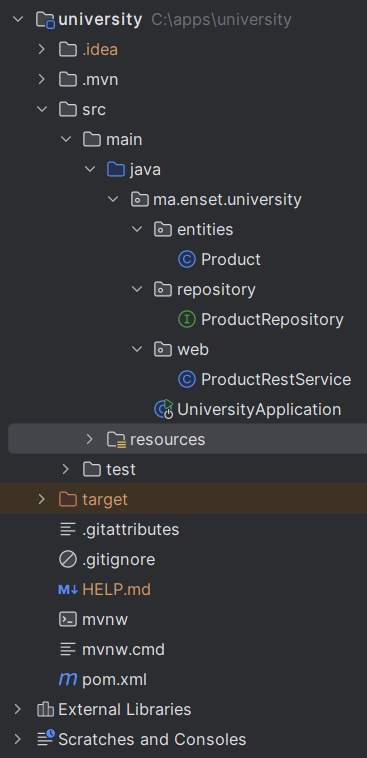 university C:\apps\university
.idea
.mvn
src
main
java
ma.enset.university
entities
C Product
repository
I ProductRepository
web
C ProductRestService
C UniversityApplication
resources
test
target
.gitattributes
.gitignore
M↓ HELP.md
mvnw
mvnw.cmd
m pom.xml
External Libraries
Scratches and Consoles